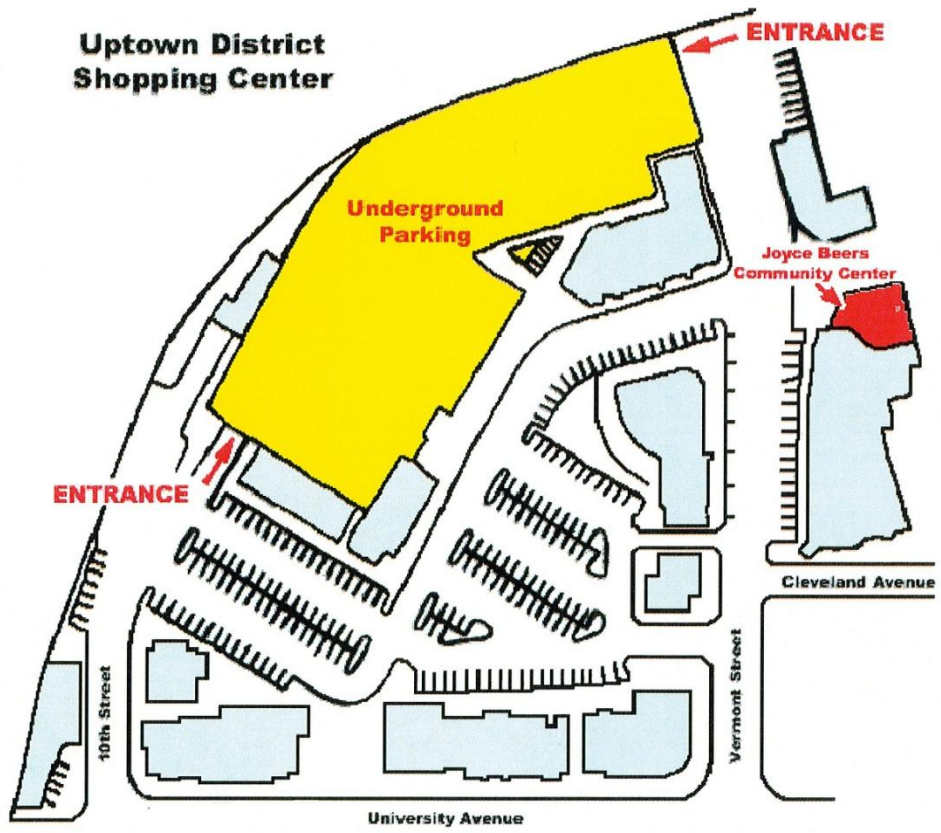 Uptown District
Shopping Center
ENTRANCE
Underground
Parking
Joyce Beers
Community Center
ENTRANCE
Cleveland Avenue
10th Street
Vermont Street
University Avenue